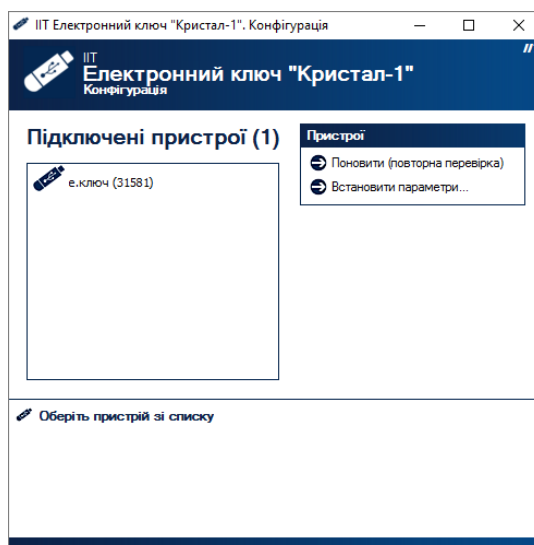 ІІТ Електронний ключ "Кристал-1". Конфігурація
ІІТ
Електронний ключ "Кристал-1"
Конфігурація
Підключені пристрої (1)
е.ключ (31581)
Пристрої
Поновити (повторна перевірка)
Встановити параметри...
Оберіть пристрій зі списку